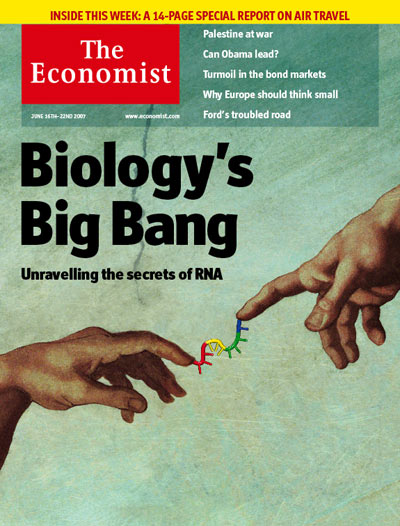 INSIDE THIS WEEK: A 14-PAGE SPECIAL REPORT ON AIR TRAVEL
The
Economist
JUNE 16TH–22ND 2007
www.economist.com
Palestine at war
Can Obama lead?
Turmoil in the bond markets
Why Europe should think small
Ford's troubled road
Biology's
Big Bang
Unravelling the secrets of RNA